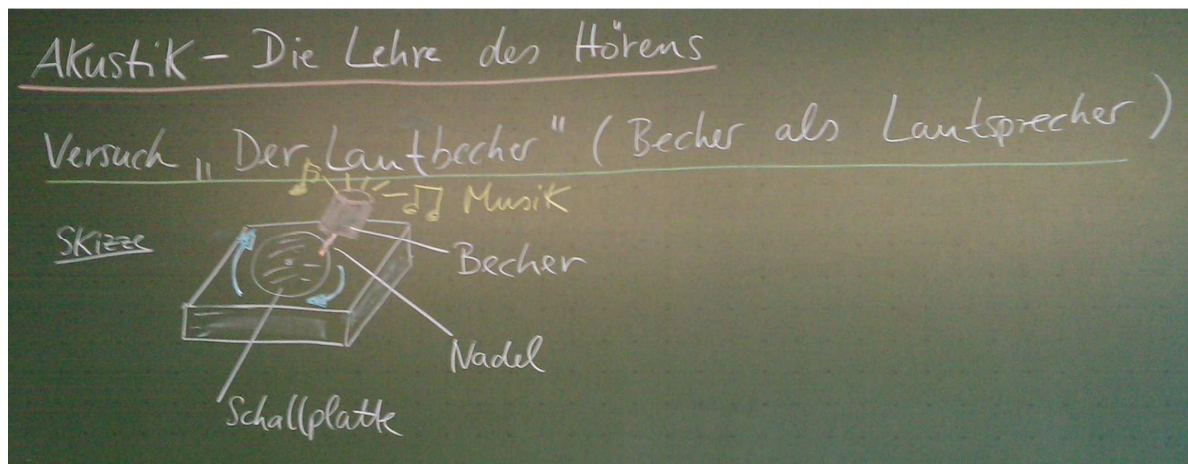 Akustik – Die Lehre des Hörens
Versuch „Der Lautbecher" (Becher als Lautsprecher)
Musik
Skizze
Becher
Nadel
Schallplatte